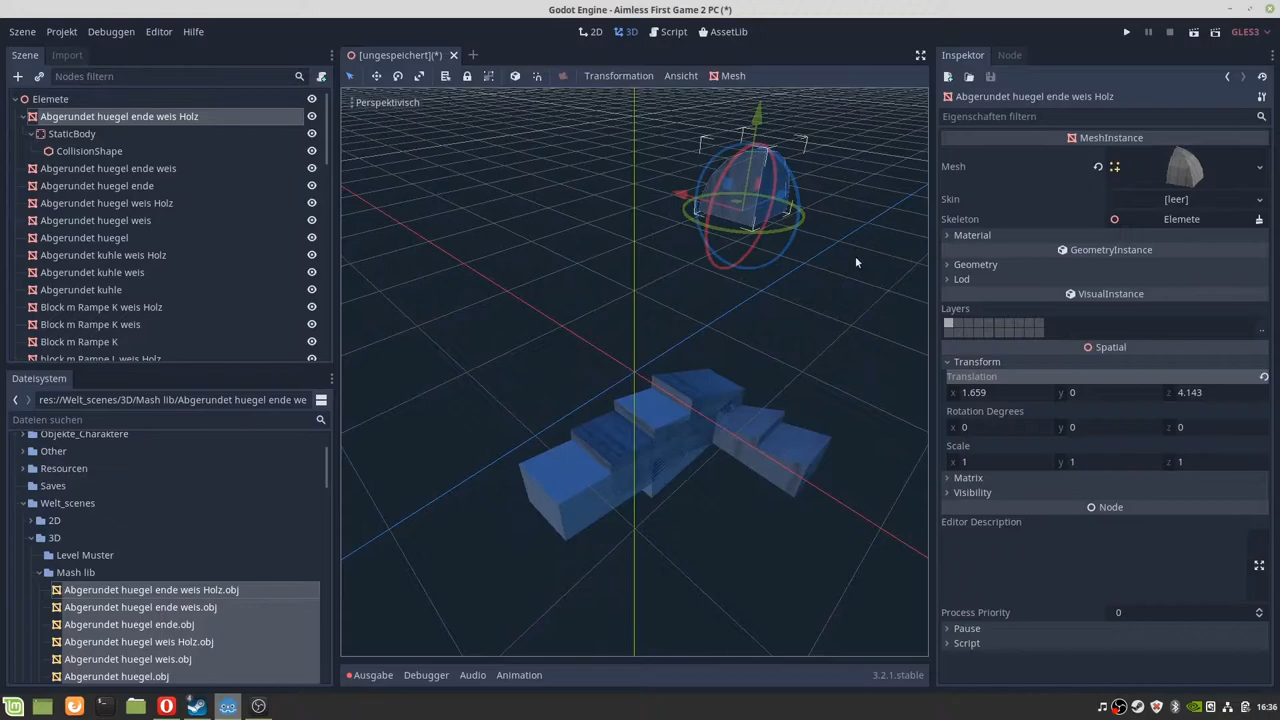 Godot Engine - Aimless First Game 2 PC (*)
Szene Projekt Debuggen Editor Hilfe
2D 3D Script AssetLib
GLES3
Szene Import
[ungespeichert](*)
Inspektor Node
Nodes filtern
Transformation Ansicht Mesh
Perspektivisch
Elemete
Abgerundet huegel ende weis Holz
StaticBody
CollisionShape
Abgerundet huegel ende weis
Abgerundet huegel ende
Abgerundet huegel weis Holz
Abgerundet huegel weis
Abgerundet huegel
Abgerundet kuhle weis Holz
Abgerundet kuhle weis
Abgerundet kuhle
Block m Rampe K weis Holz
Block m Rampe K weis
Block m Rampe K
block m Rampe L weis Holz
Dateisystem
res://Welt_scenes/3D/Mash lib/Abgerundet huegel ende we
Dateien suchen
Objekte_Charaktere
Other
Resourcen
Saves
Welt_scenes
2D
3D
Level Muster
Mash lib
Abgerundet huegel ende weis Holz.obj
Abgerundet huegel ende weis.obj
Abgerundet huegel ende.obj
Abgerundet huegel weis Holz.obj
Abgerundet huegel weis.obj
Abgerundet huegel.obj
Ausgabe Debugger Audio Animation
3.2.1.stable
Abgerundet huegel ende weis Holz
Eigenschaften filtern
MeshInstance
Mesh
Skin [leer]
Skeleton Elemete
Material
GeometryInstance
Geometry
Lod
VisualInstance
Layers
..
Spatial
Transform
Translation
x 1.659 y 0 z 4.143
Rotation Degrees
x 0 y 0 z 0
Scale
x 1 y 1 z 1
Matrix
Visibility
Node
Editor Description
Process Priority 0
Pause
Script
16:36